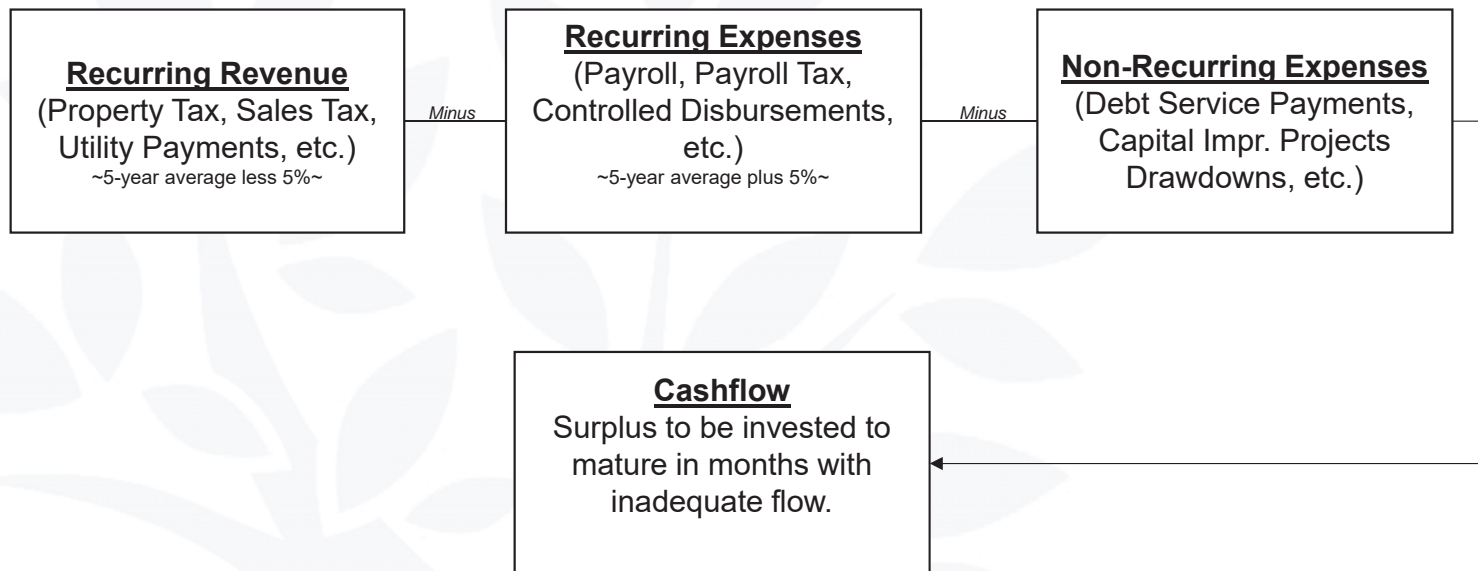 Recurring Revenue
(Property Tax, Sales Tax,
Utility Payments, etc.)
~5-year average less 5%~
Minus
Recurring Expenses
(Payroll, Payroll Tax,
Controlled Disbursements,
etc.)
~5-year average plus 5%~
Minus
Non-Recurring Expenses
(Debt Service Payments,
Capital Impr. Projects
Drawdowns, etc.)
Cashflow
Surplus to be invested to
mature in months with
inadequate flow.